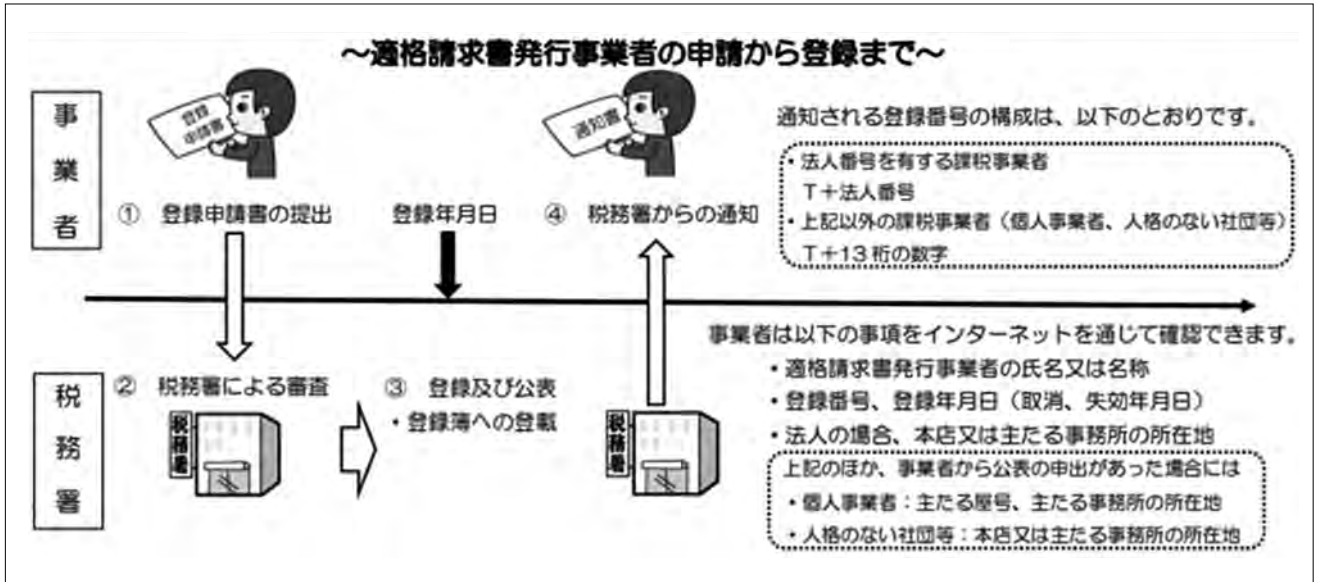 ～適格請求書発行事業者の申請から登録まで～
事業者
登録
申請書
① 登録申請書の提出
登録年月日
通知書
④ 税務署からの通知
通知される登録番号の構成は、以下のとおりです。
・法人番号を有する課税事業者
T＋法人番号
・上記以外の課税事業者（個人事業者、人格のない社団等）
T＋13桁の数字
税務署
② 税務署による審査
税務署
③ 登録及び公表
・登録簿への登載
税務署
事業者は以下の事項をインターネットを通じて確認できます。
・適格請求書発行事業者の氏名又は名称
・登録番号、登録年月日（取消、失効年月日）
・法人の場合、本店又は主たる事務所の所在地
上記のほか、事業者から公表の申出があった場合には
・個人事業者：主たる屋号、主たる事務所の所在地
・人格のない社団等：本店又は主たる事務所の所在地